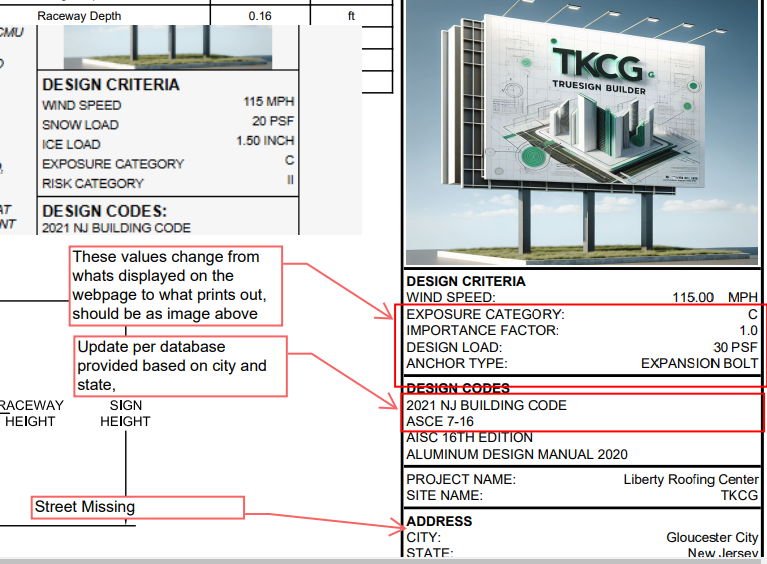 Raceway Depth 0.16 ft
CMU
DESIGN CRITERIA
WIND SPEED 115 MPH
SNOW LOAD 20 PSF
ICE LOAD 1.50 INCH
EXPOSURE CATEGORY C
RISK CATEGORY II
AT
NT
DESIGN CODES:
2021 NJ BUILDING CODE
These values change from
whats displayed on the
webpage to what prints out,
should be as image above
Update per database
provided based on city and
state,
RACEWAY
HEIGHT
SIGN
HEIGHT
Street Missing
TKCG
TRUESIGN BUILDER
DESIGN CRITERIA
WIND SPEED: 115.00 MPH
EXPOSURE CATEGORY: C
IMPORTANCE FACTOR: 1.0
DESIGN LOAD: 30 PSF
ANCHOR TYPE: EXPANSION BOLT
DESIGN CODES
2021 NJ BUILDING CODE
ASCE 7-16
AISC 16TH EDITION
ALUMINUM DESIGN MANUAL 2020
PROJECT NAME: Liberty Roofing Center
SITE NAME: TKCG
ADDRESS
CITY: Gloucester City
STATE: New Jersey